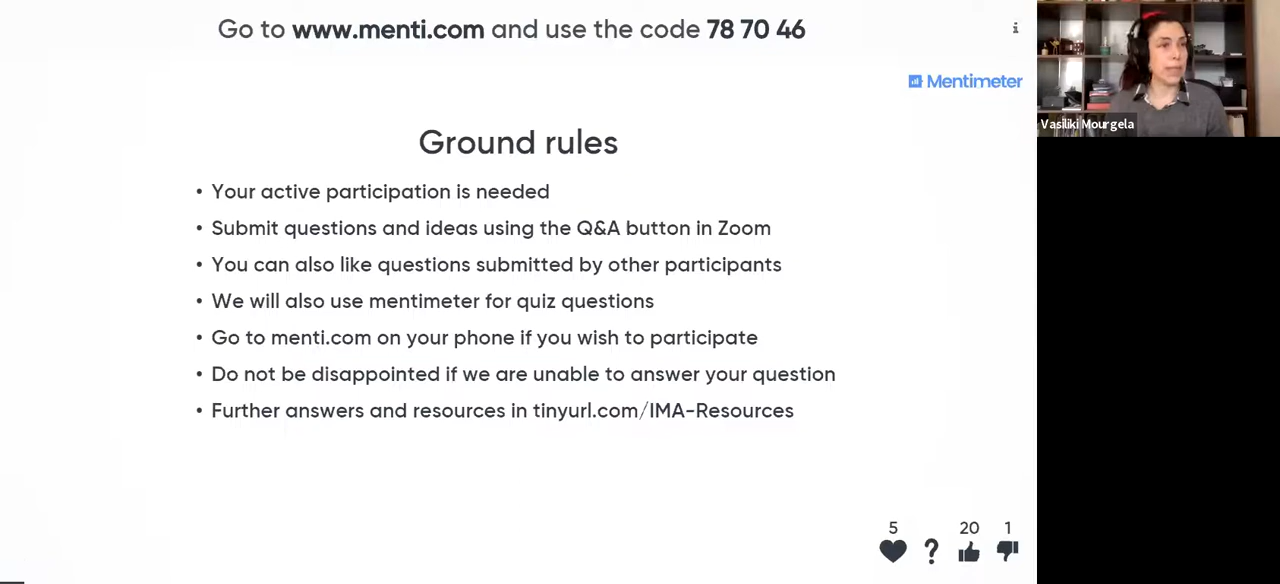 Go to www.menti.com and use the code 78 70 46
i
Mentimeter
Vasiliki Mourgela
Ground rules
• Your active participation is needed
• Submit questions and ideas using the Q&A button in Zoom
• You can also like questions submitted by other participants
• We will also use mentimeter for quiz questions
• Go to menti.com on your phone if you wish to participate
• Do not be disappointed if we are unable to answer your question
• Further answers and resources in tinyurl.com/IMA-Resources
5 20 1
?